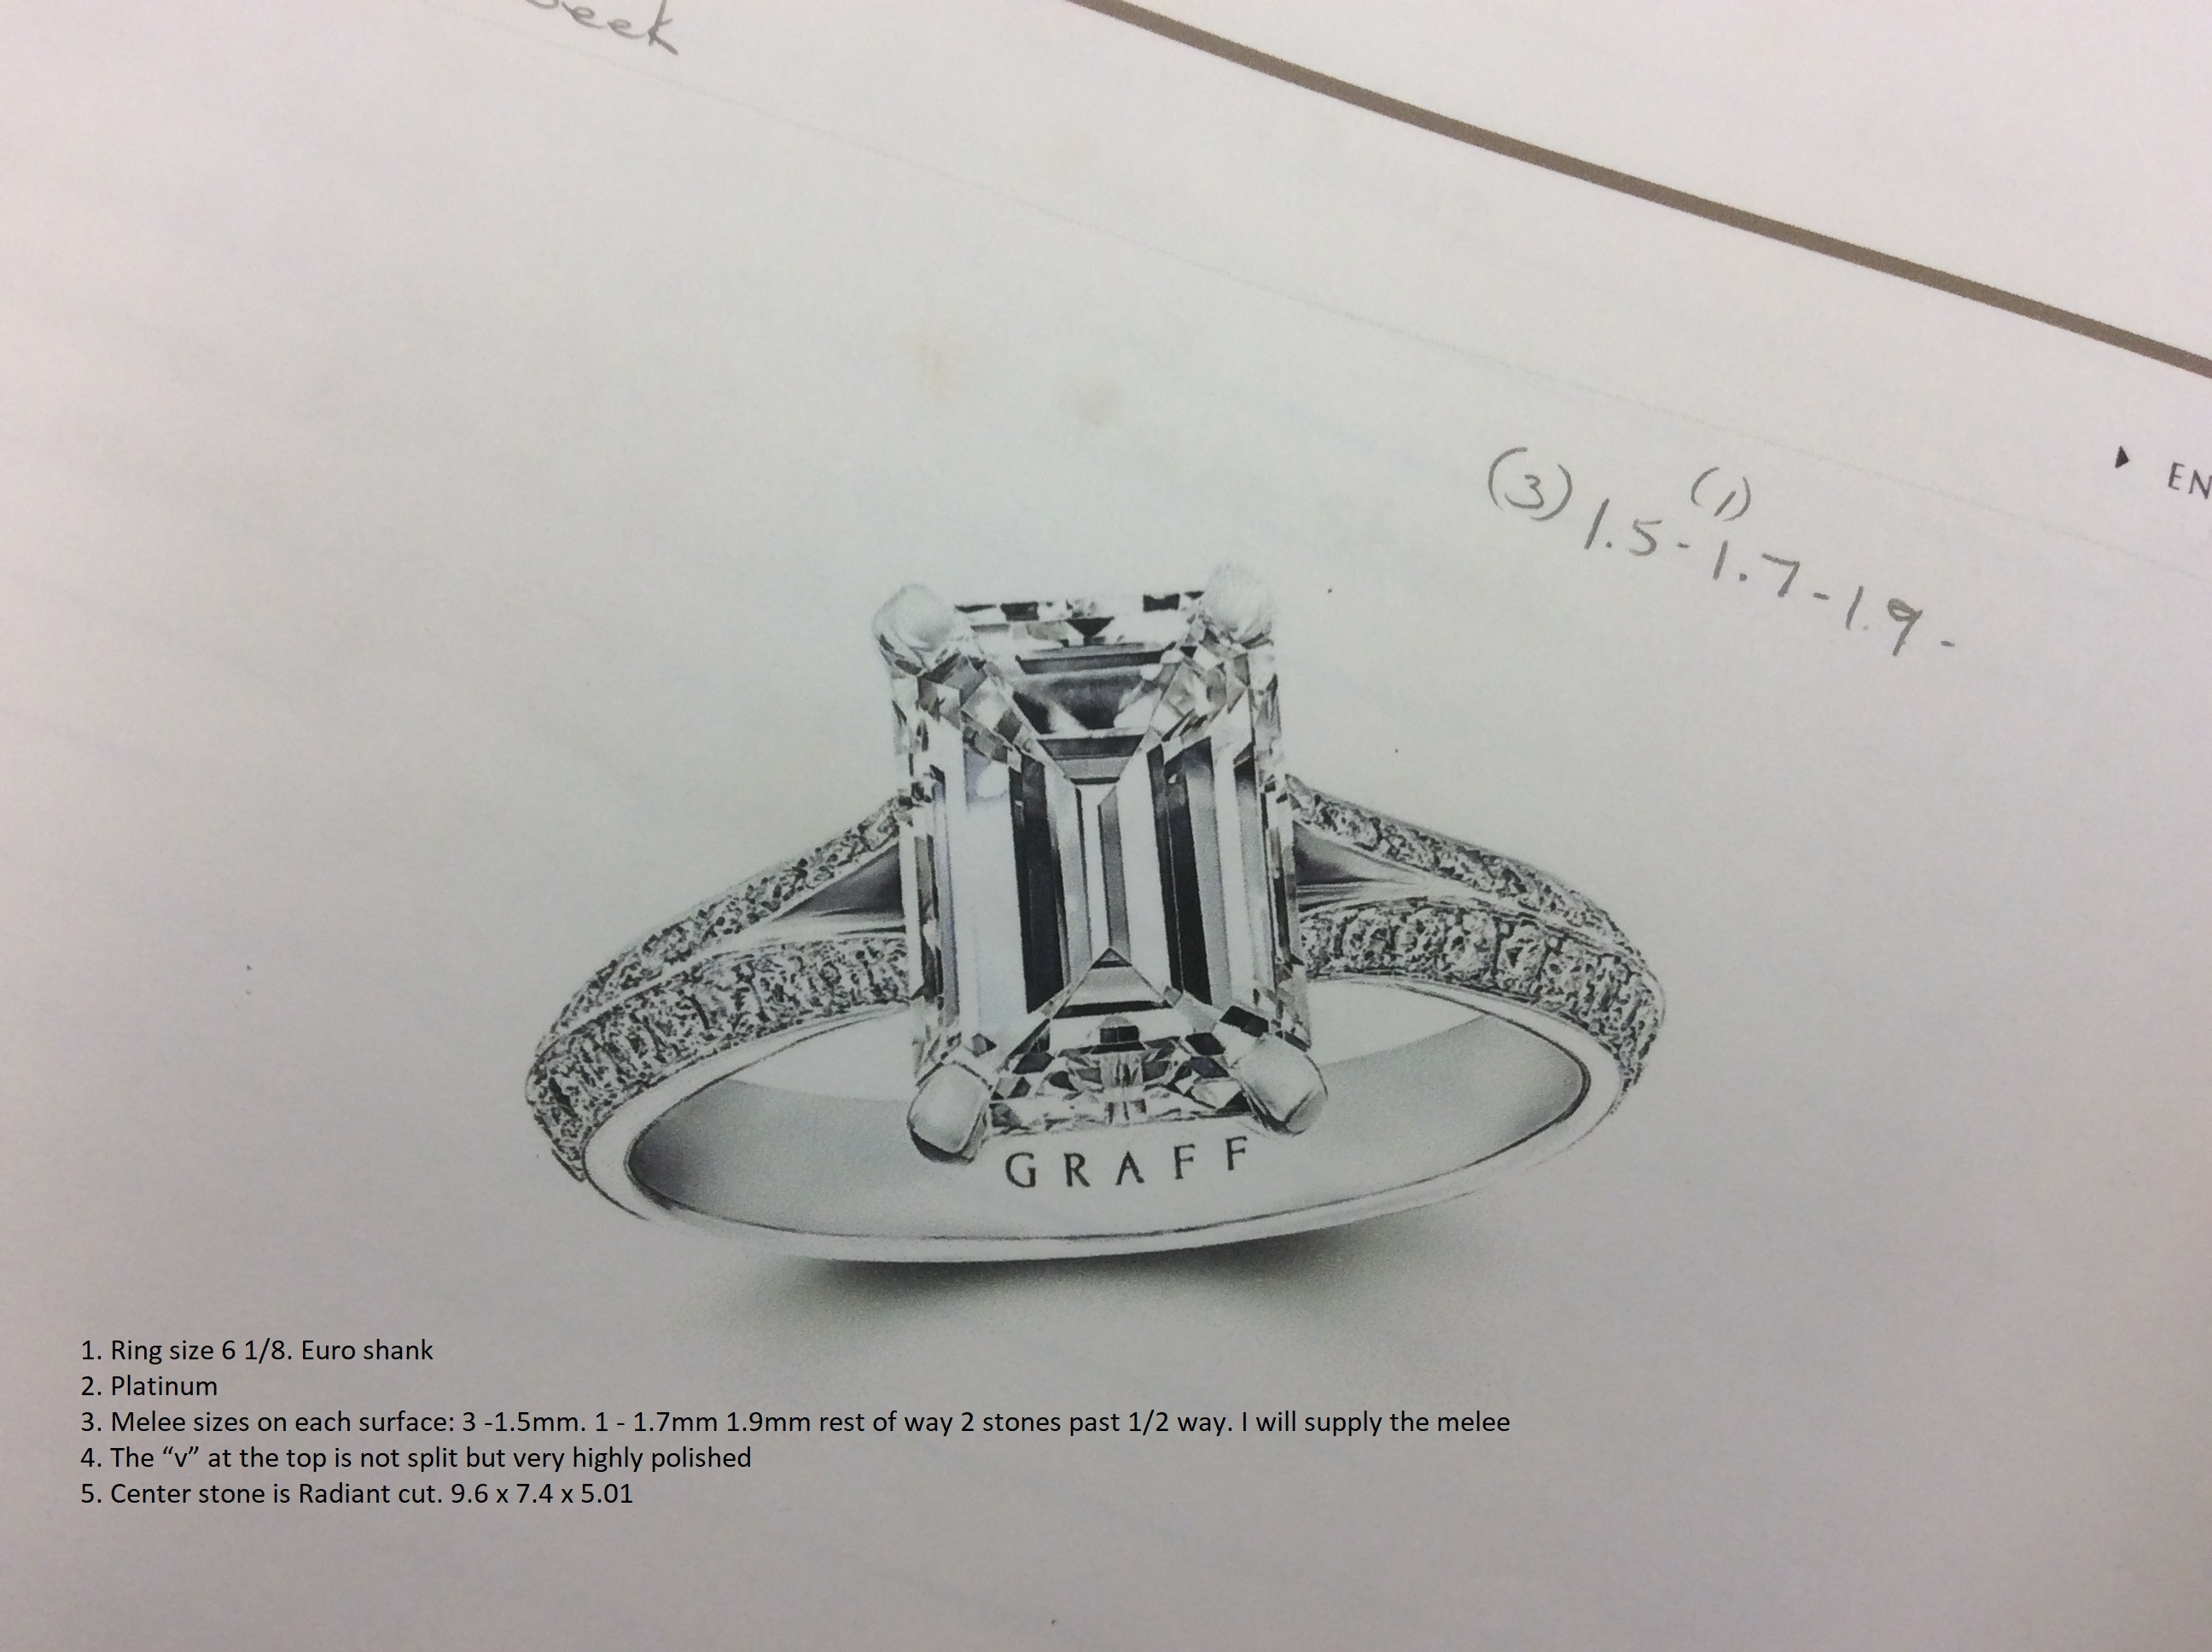 ▸ EN
(3) 1.5 - (1) 1.7 - 1.9 -
GRAFF
1. Ring size 6 1/8. Euro shank
2. Platinum
3. Melee sizes on each surface: 3 -1.5mm. 1 - 1.7mm 1.9mm rest of way 2 stones past 1/2 way. I will supply the melee
4. The “v” at the top is not split but very highly polished
5. Center stone is Radiant cut. 9.6 x 7.4 x 5.01